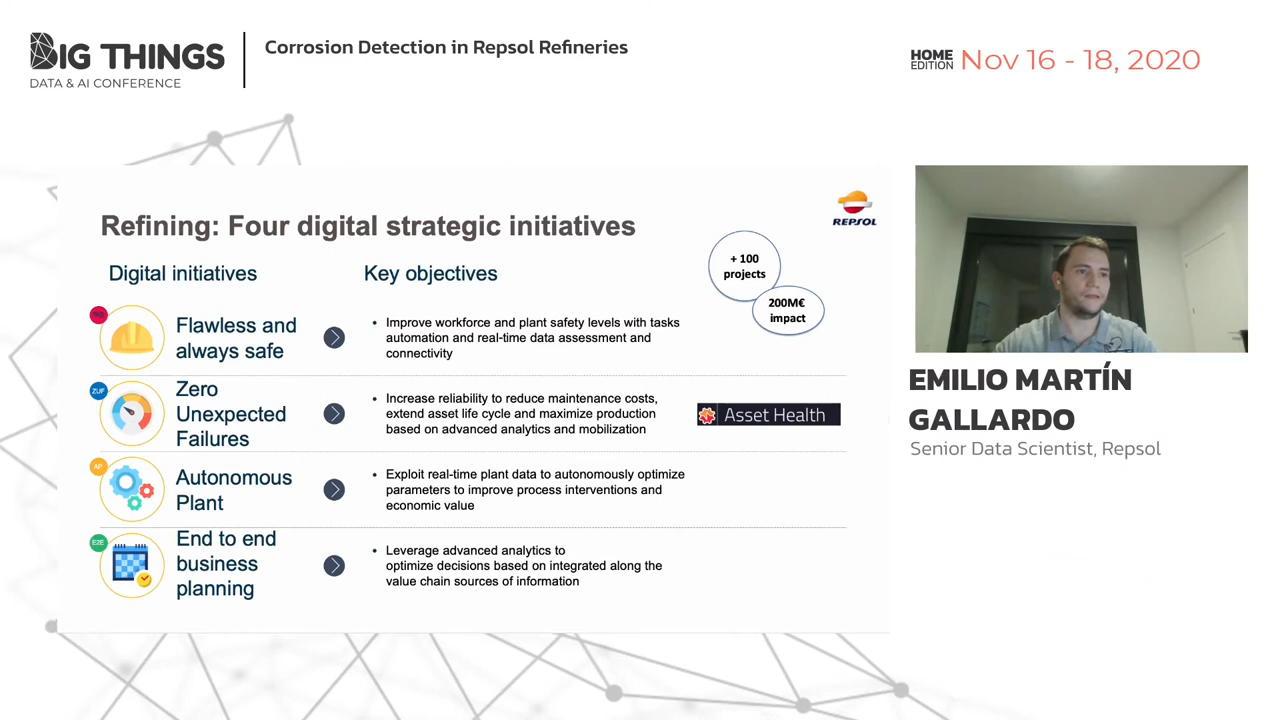 BIG THINGS
DATA & AI CONFERENCE
Corrosion Detection in Repsol Refineries
HOME
EDITION
Nov 16 - 18, 2020
REPSOL
Refining: Four digital strategic initiatives
+ 100
projects
200M€
impact
Digital initiatives
Key objectives
Flawless and
always safe
• Improve workforce and plant safety levels with tasks
automation and real-time data assessment and
connectivity
ZUF
Zero
Unexpected
Failures
• Increase reliability to reduce maintenance costs,
extend asset life cycle and maximize production
based on advanced analytics and mobilization
Asset Health
AP
Autonomous
Plant
• Exploit real-time plant data to autonomously optimize
parameters to improve process interventions and
economic value
E2E
End to end
business
planning
• Leverage advanced analytics to
optimize decisions based on integrated along the
value chain sources of information
EMILIO MARTÍN
GALLARDO
Senior Data Scientist, Repsol